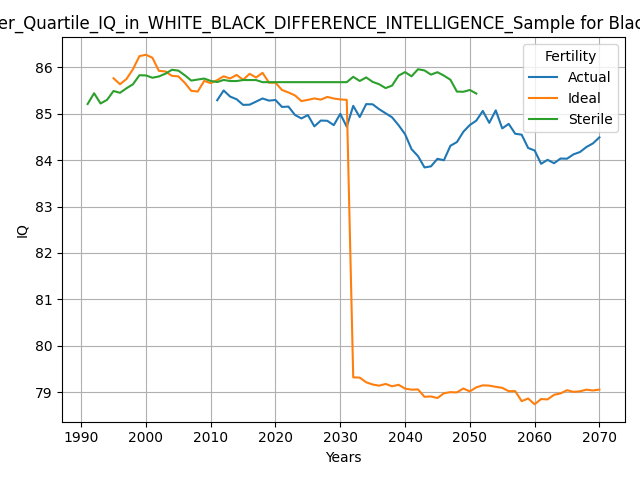 er_Quartile_IQ_in_WHITE_BLACK_DIFFERENCE_INTELLIGENCE_Sample for Blac
Fertility
Actual
Ideal
Sterile
IQ
86
85
84
83
82
81
80
79
1990 2000 2010 2020 2030 2040 2050 2060 2070
Years